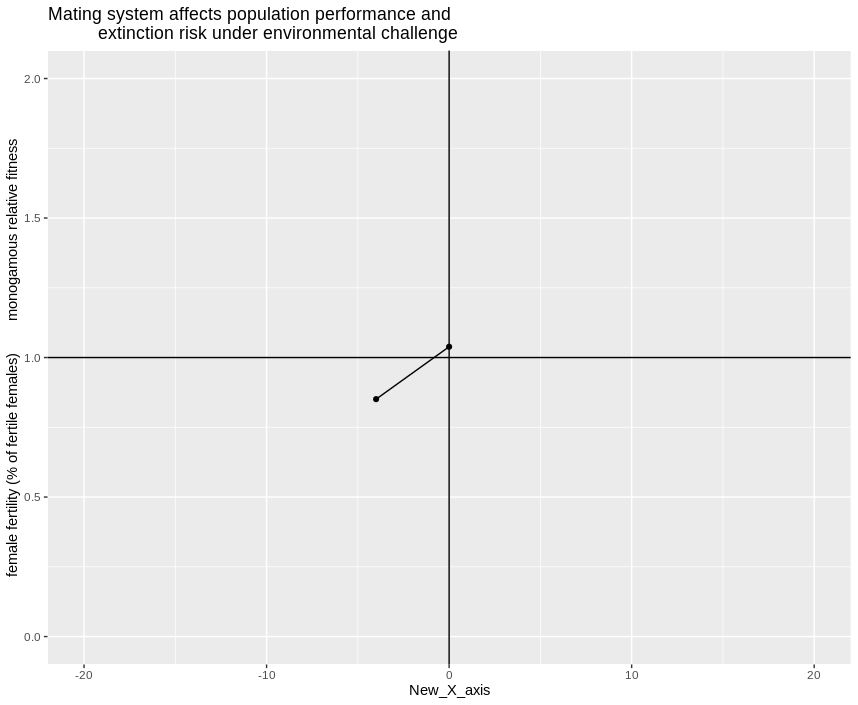 Mating system affects population performance and
extinction risk under environmental challenge
female fertility (% of fertile females) monogamous relative fitness
2.0
1.5
1.0
0.5
0.0
-20 -10 0 10 20
New_X_axis